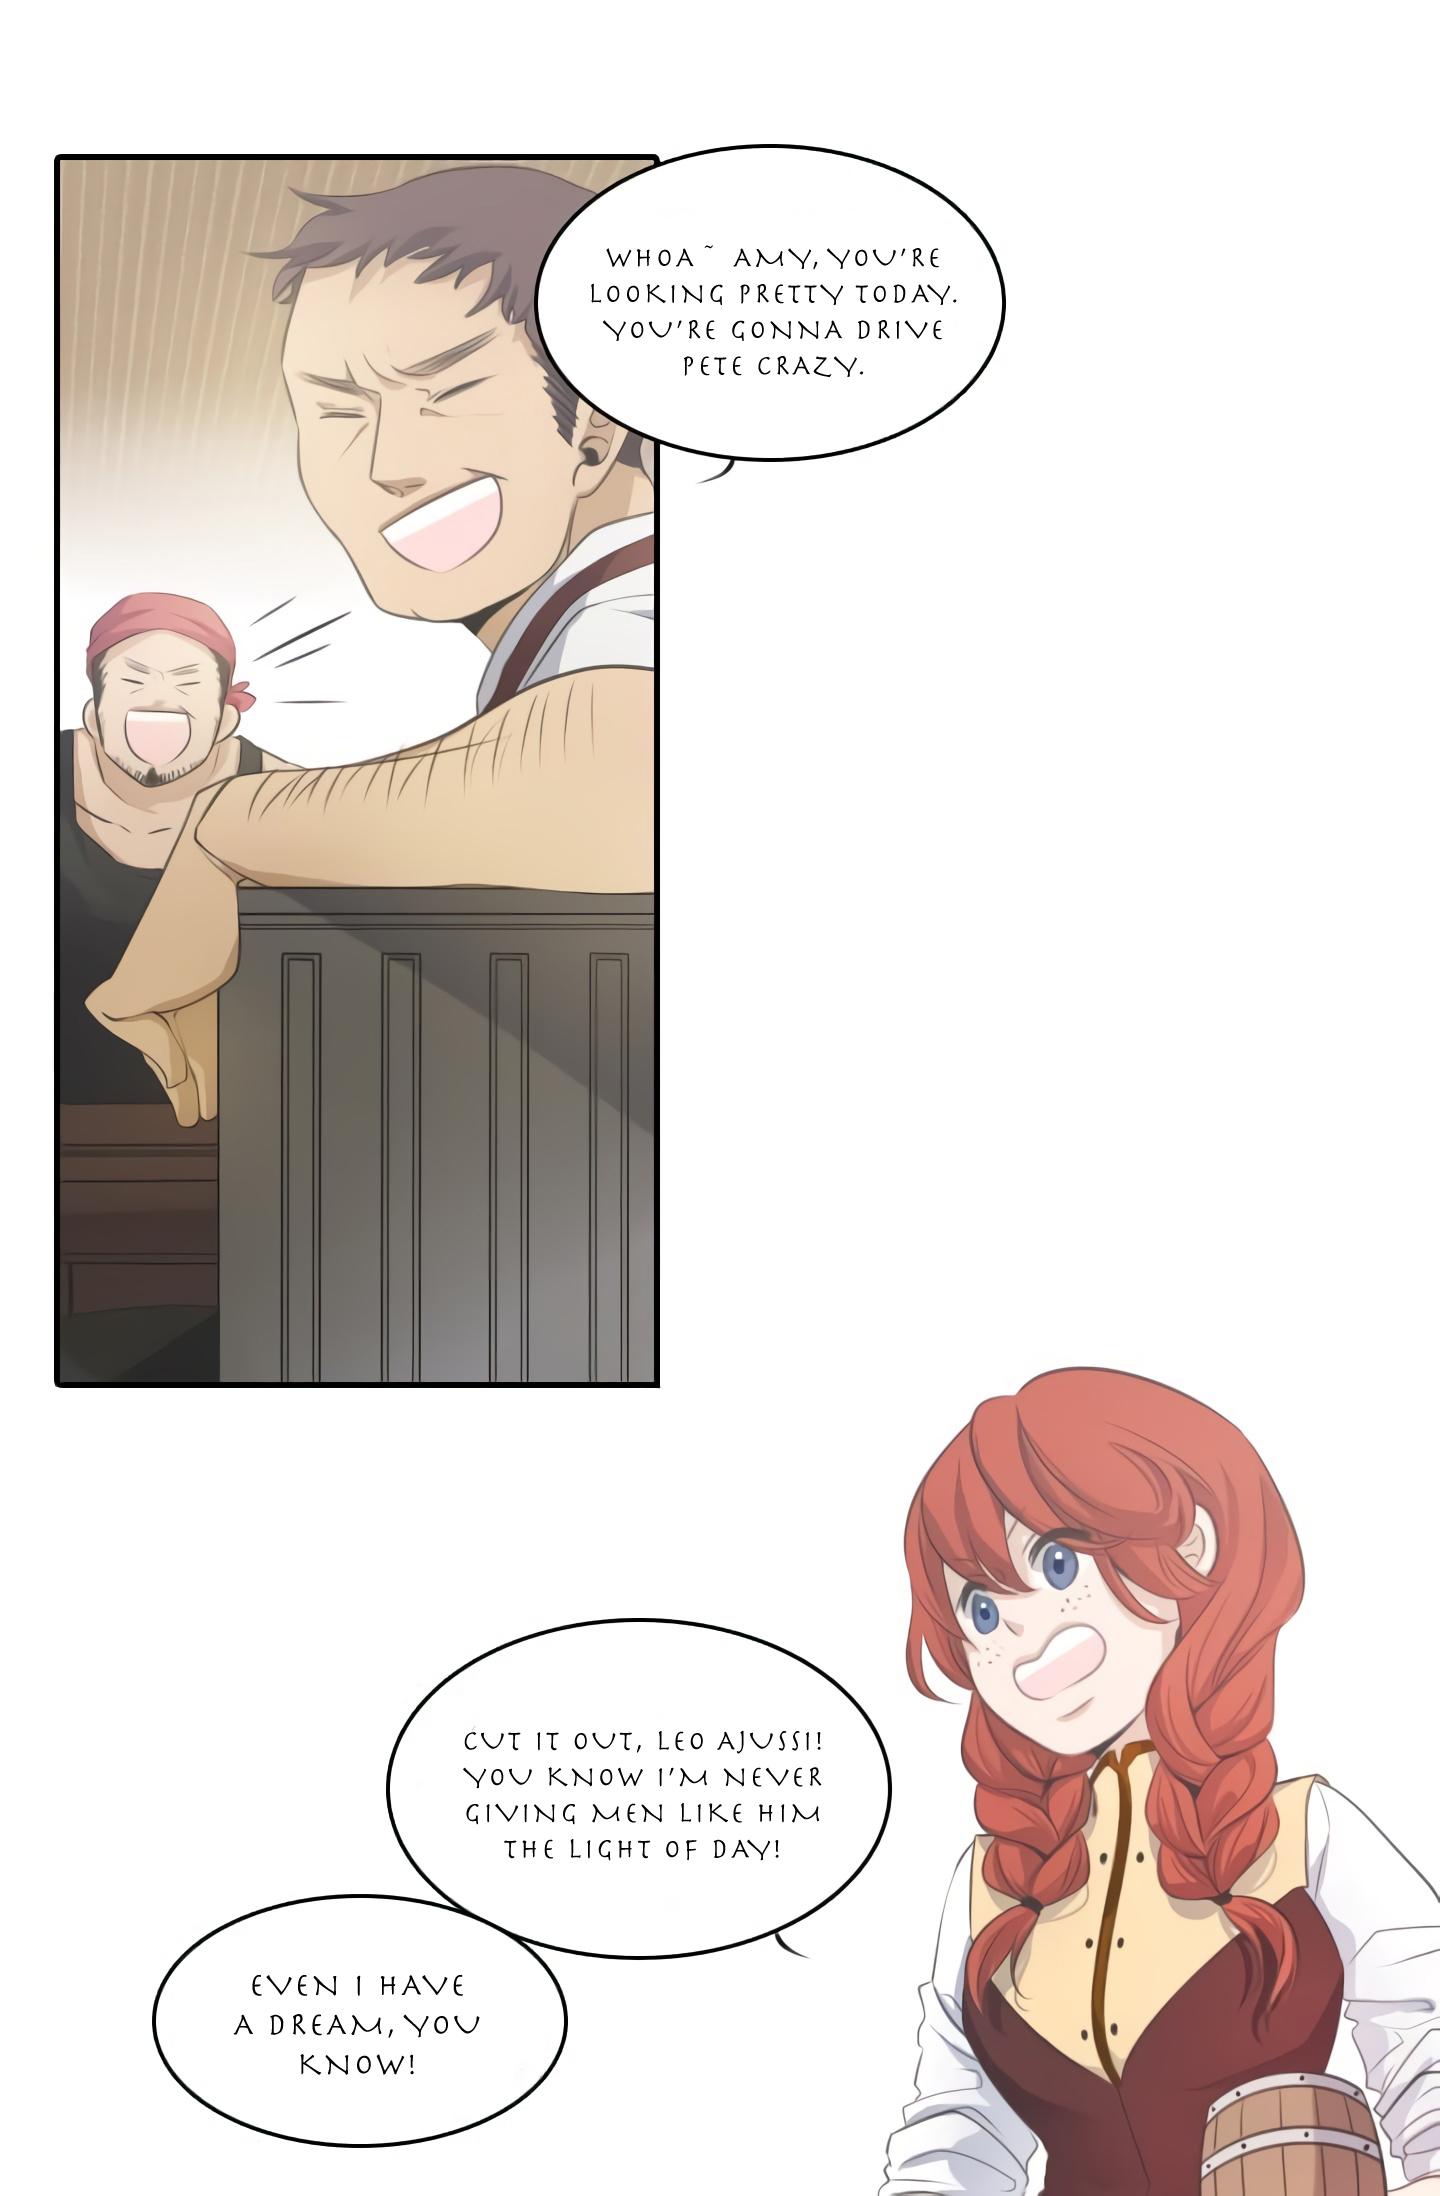 WHOA~ AMY, YOU'RE
LOOKING PRETTY TODAY.
YOU'RE GONNA DRIVE
PETE CRAZY.
CUT IT OUT, LEO AJUSSI!
YOU KNOW I'M NEVER
GIVING MEN LIKE HIM
THE LIGHT OF DAY!
EVEN I HAVE
A DREAM, YOU
KNOW!